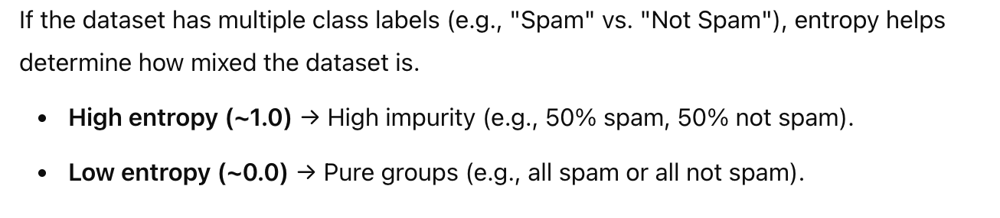 If the dataset has multiple class labels (e.g., "Spam" vs. "Not Spam"), entropy helps
determine how mixed the dataset is.
• High entropy (~1.0) → High impurity (e.g., 50% spam, 50% not spam).
• Low entropy (~0.0) → Pure groups (e.g., all spam or all not spam).